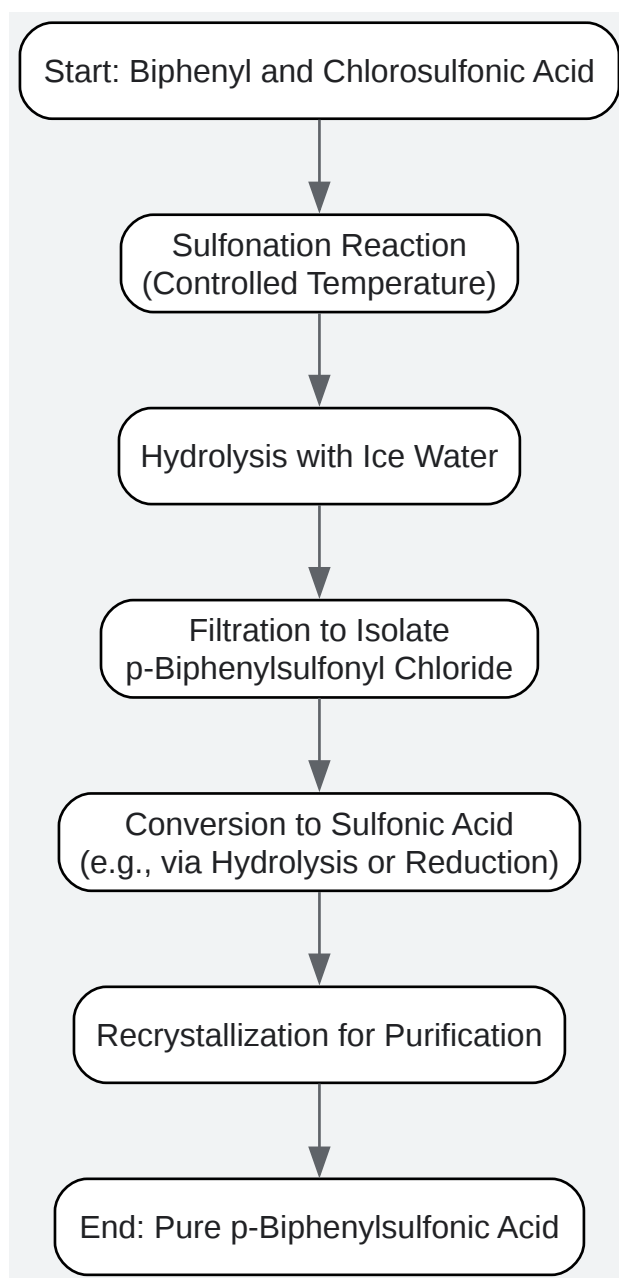 Start: Biphenyl and Chlorosulfonic Acid
Sulfonation Reaction
(Controlled Temperature)
Hydrolysis with Ice Water
Filtration to Isolate
p-Biphenylsulfonyl Chloride
Conversion to Sulfonic Acid
(e.g., via Hydrolysis or Reduction)
Recrystallization for Purification
End: Pure p-Biphenylsulfonic Acid